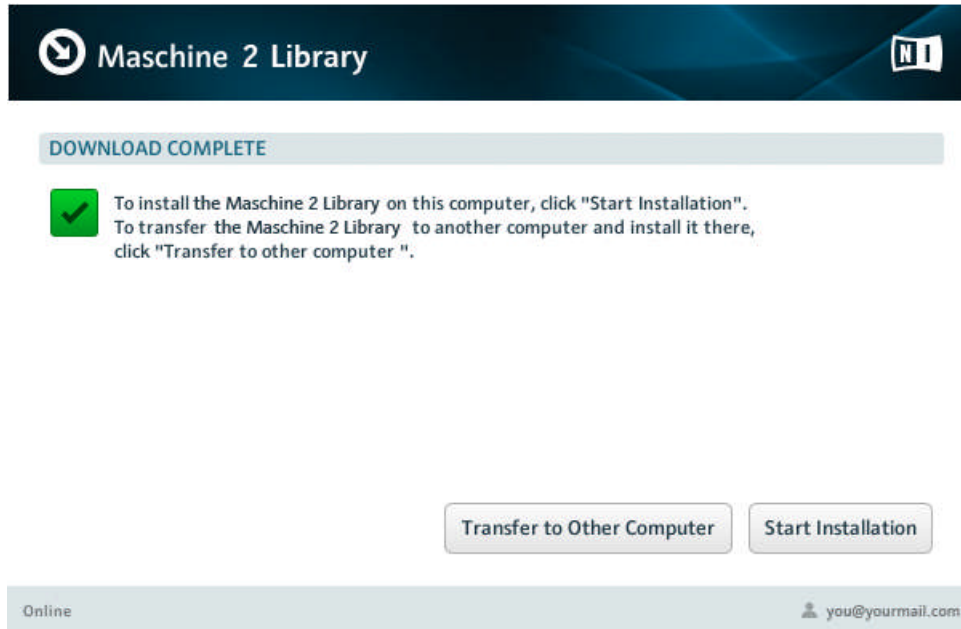 Maschine 2 Library
NI
DOWNLOAD COMPLETE
To install the Maschine 2 Library on this computer, click "Start Installation".
To transfer the Maschine 2 Library to another computer and install it there,
click "Transfer to other computer ".
Transfer to Other Computer
Start Installation
Online
you@yourmail.com